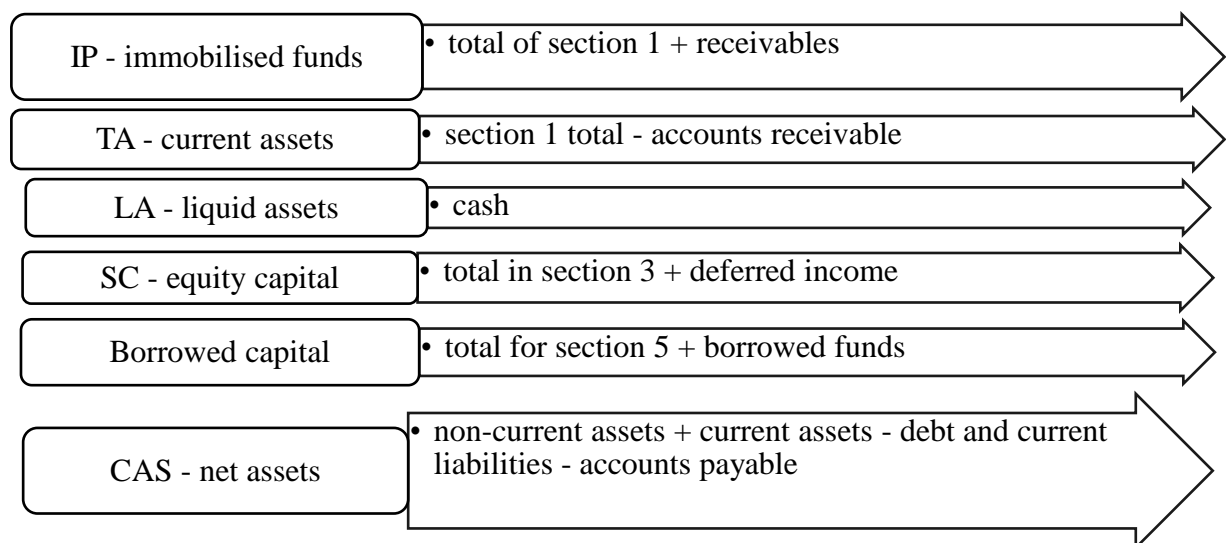 IP - immobilised funds
• total of section 1 + receivables
TA - current assets
• section 1 total - accounts receivable
LA - liquid assets
• cash
SC - equity capital
• total in section 3 + deferred income
Borrowed capital
• total for section 5 + borrowed funds
CAS - net assets
• non-current assets + current assets - debt and current
liabilities - accounts payable